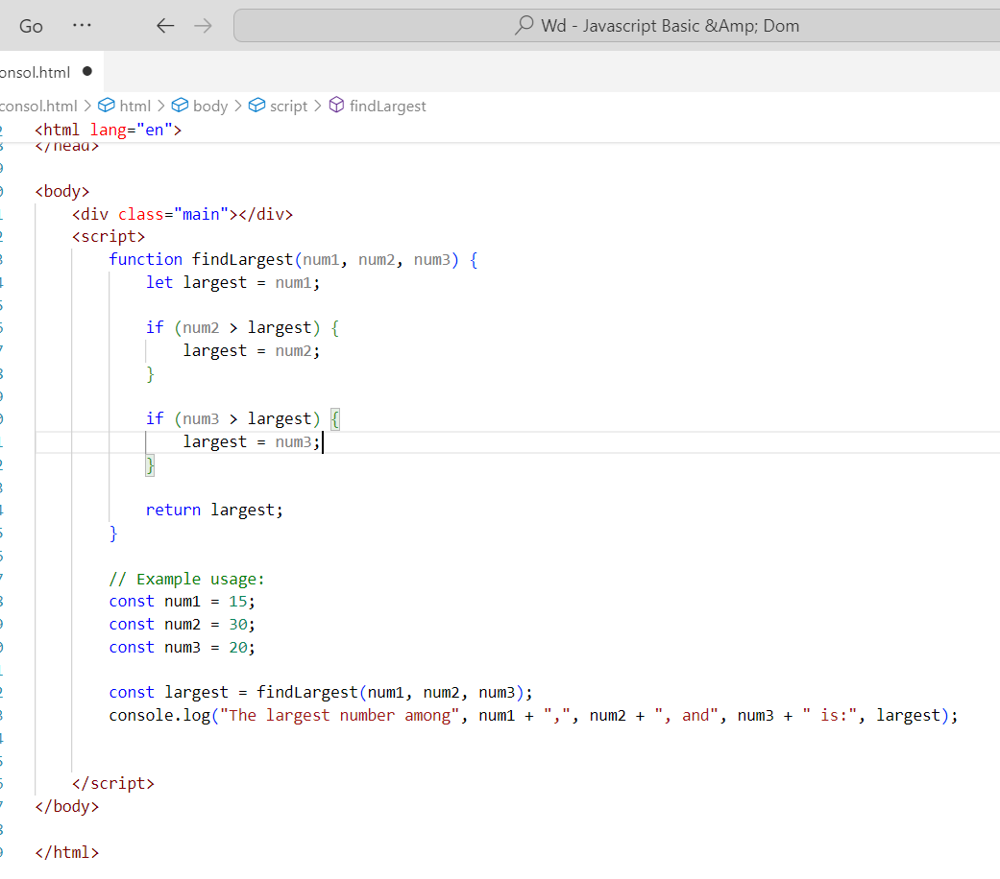 Go ··· ← → Wd - Javascript Basic &Amp; Dom
onsol.html ●
consol.html > html > body > script > findLargest
<html lang="en">
</head>
<body>
<div class="main"></div>
<script>
function findLargest(num1, num2, num3) {
let largest = num1;
if (num2 > largest) {
largest = num2;
}
if (num3 > largest) {
largest = num3;
}
return largest;
}
// Example usage:
const num1 = 15;
const num2 = 30;
const num3 = 20;
const largest = findLargest(num1, num2, num3);
console.log("The largest number among", num1 + ",", num2 + ", and", num3 + " is:", largest);
</script>
</body>
</html>